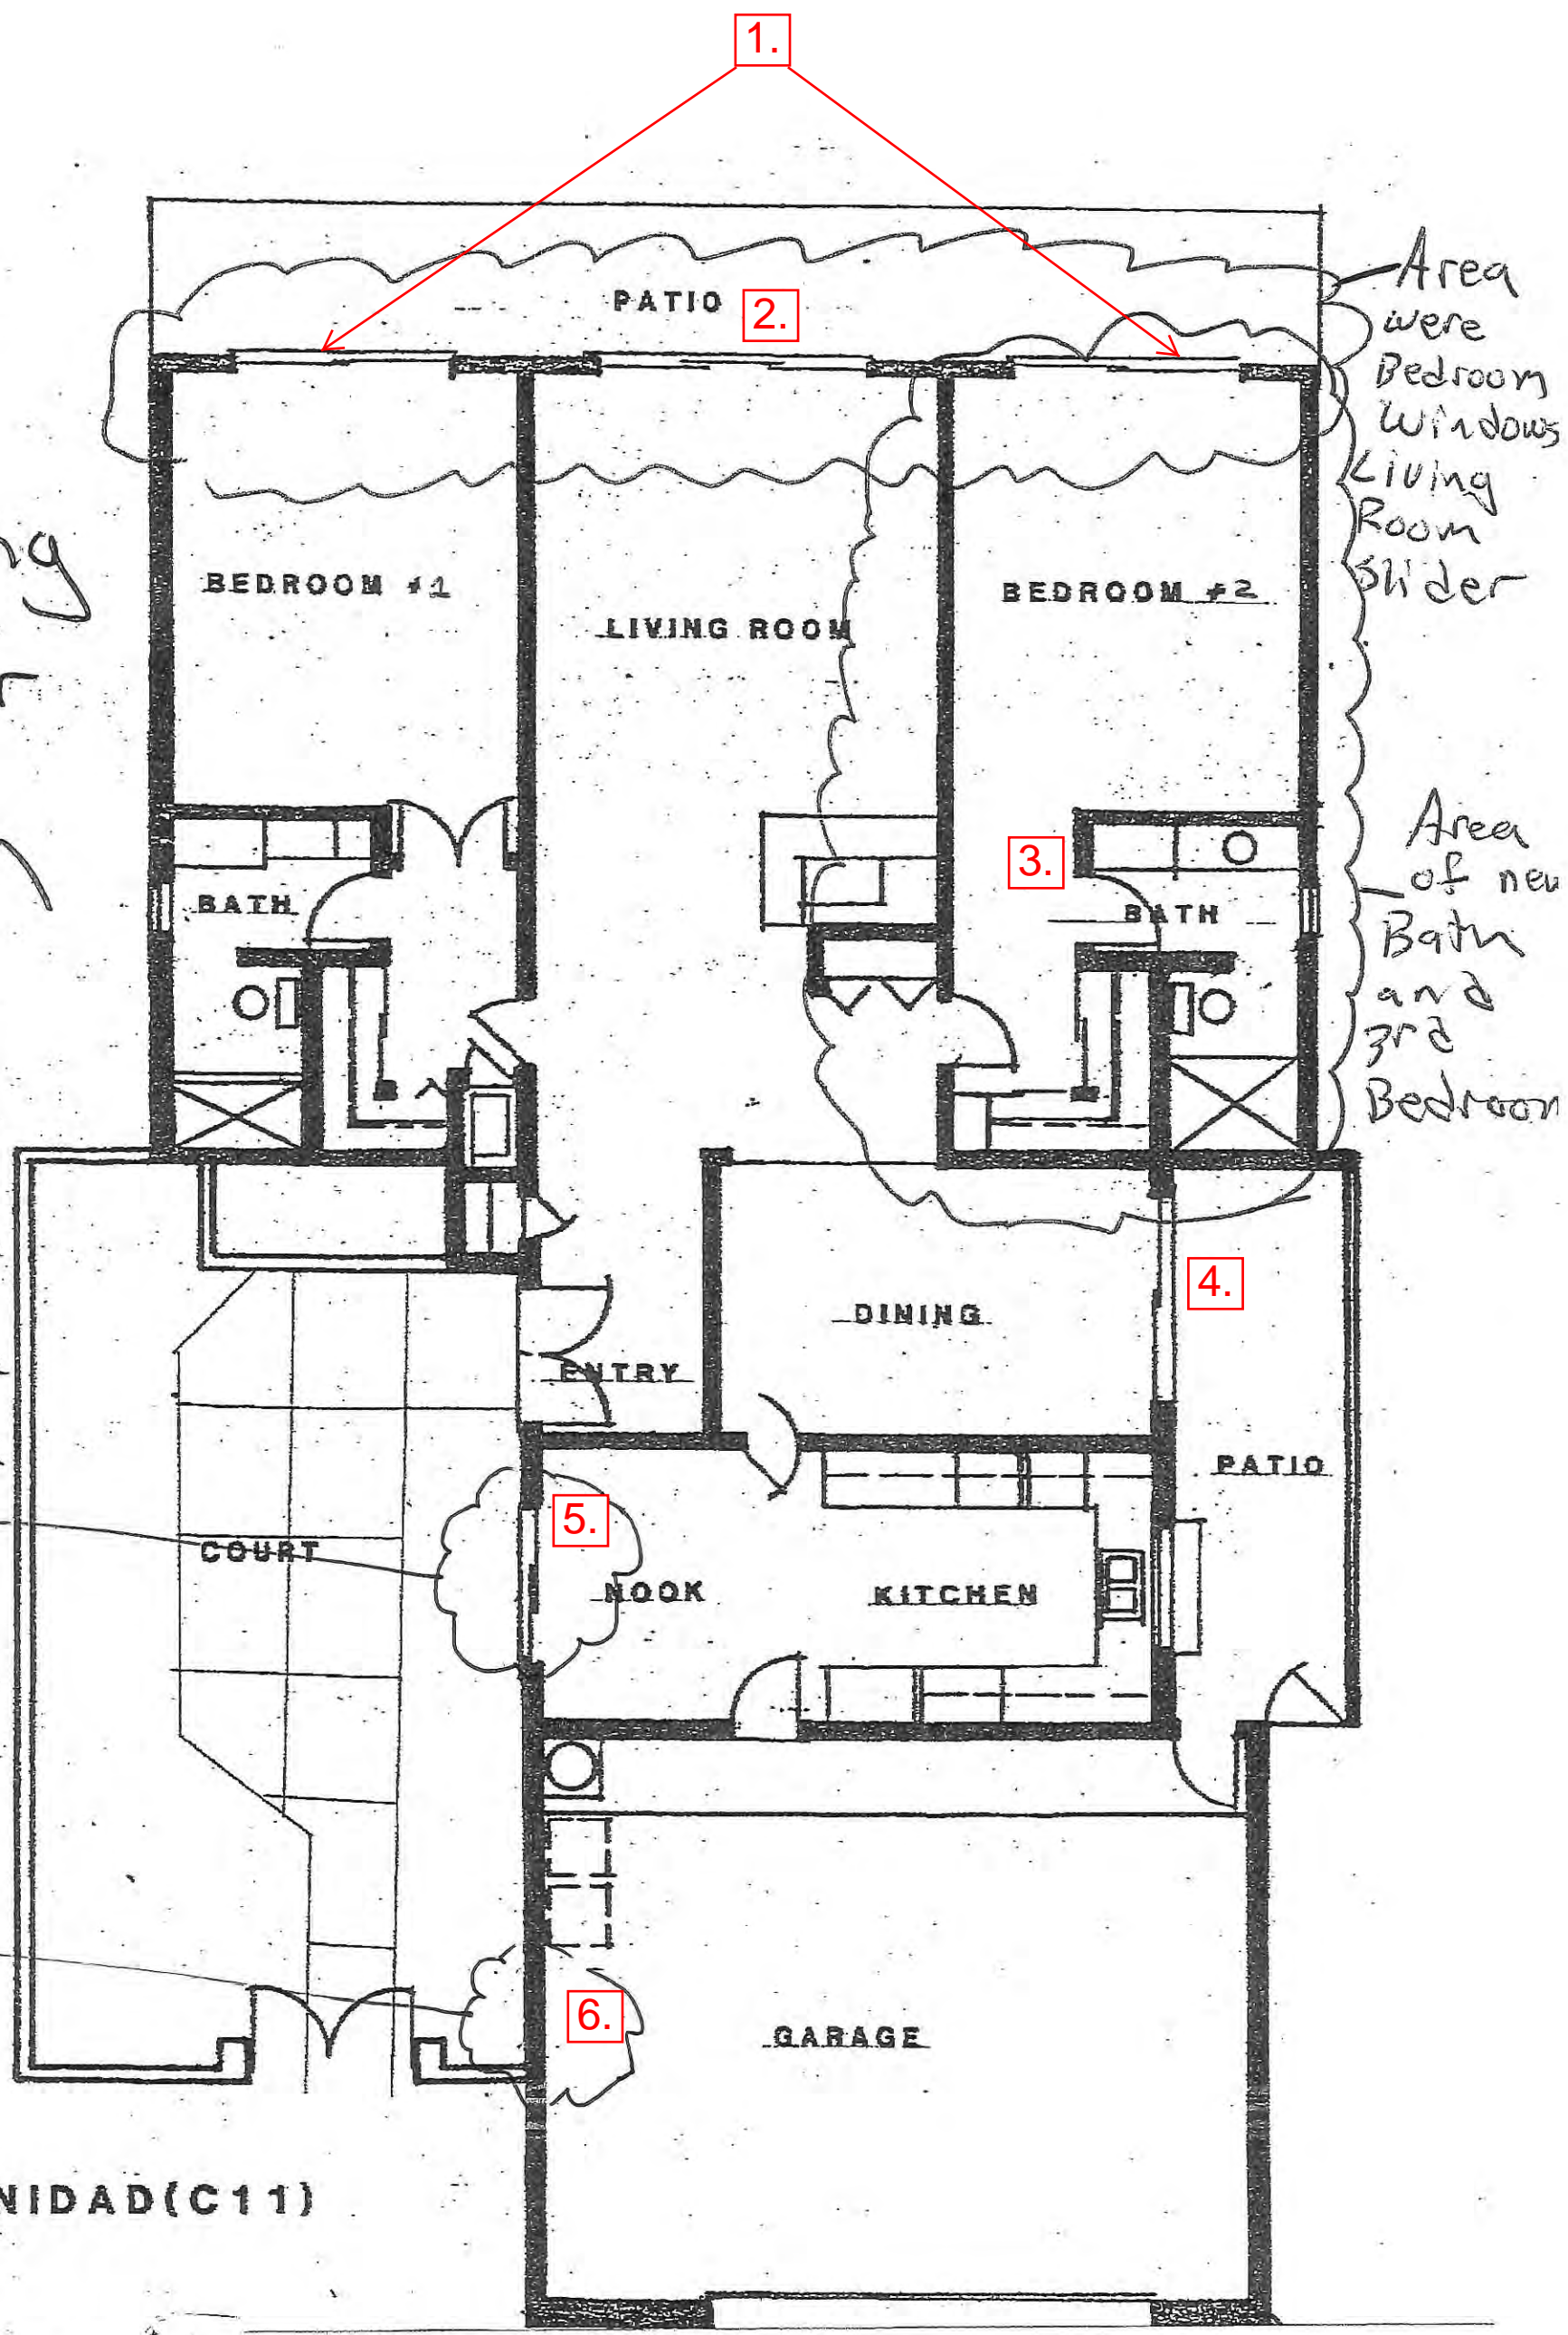 1.
PATIO
2.
Area
were
Bedroom
Windows
Living
Room
Slider
BEDROOM #1
LIVING ROOM
BEDROOM #2
3.
BATH
BATH
Area
of new
Bath
and
3rd
Bedroom
4.
DINING
ENTRY
PATIO
5.
COURT
NOOK
KITCHEN
6.
GARAGE
NIDAD(C11)